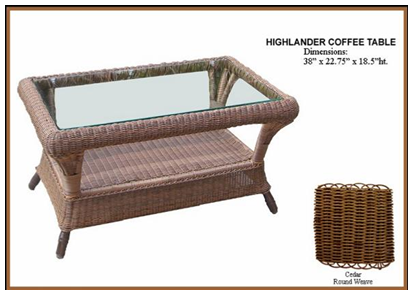 HIGHLANDER COFFEE TABLE
Dimensions:
38” x 22.75” x 18.5”ht.
Cedar
Round Weave